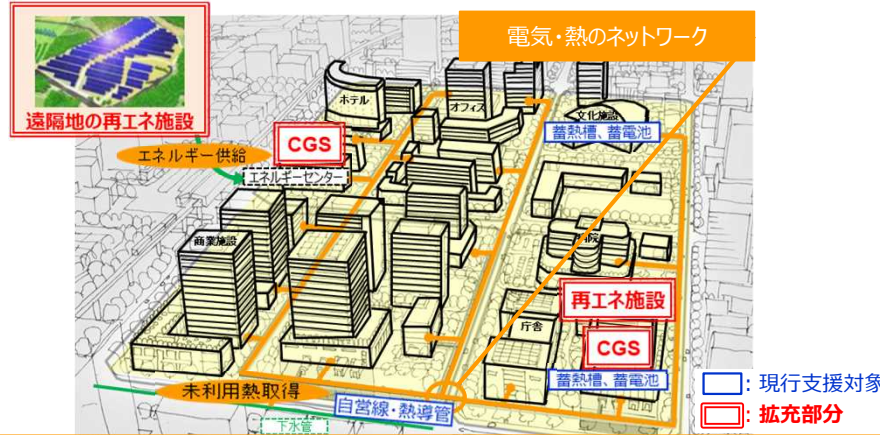 電気・熱のネットワーク
遠隔地の再エネ施設
ホテル
オフィス
文化施設
蓄熱槽、蓄電池
CGS
エネルギー供給
エネルギーセンター
商業施設
病院
再エネ施設
庁舎
CGS
蓄熱槽、蓄電池
未利用熱取得
自営線・熱導管
下水管
: 現行支援対象
: 拡充部分